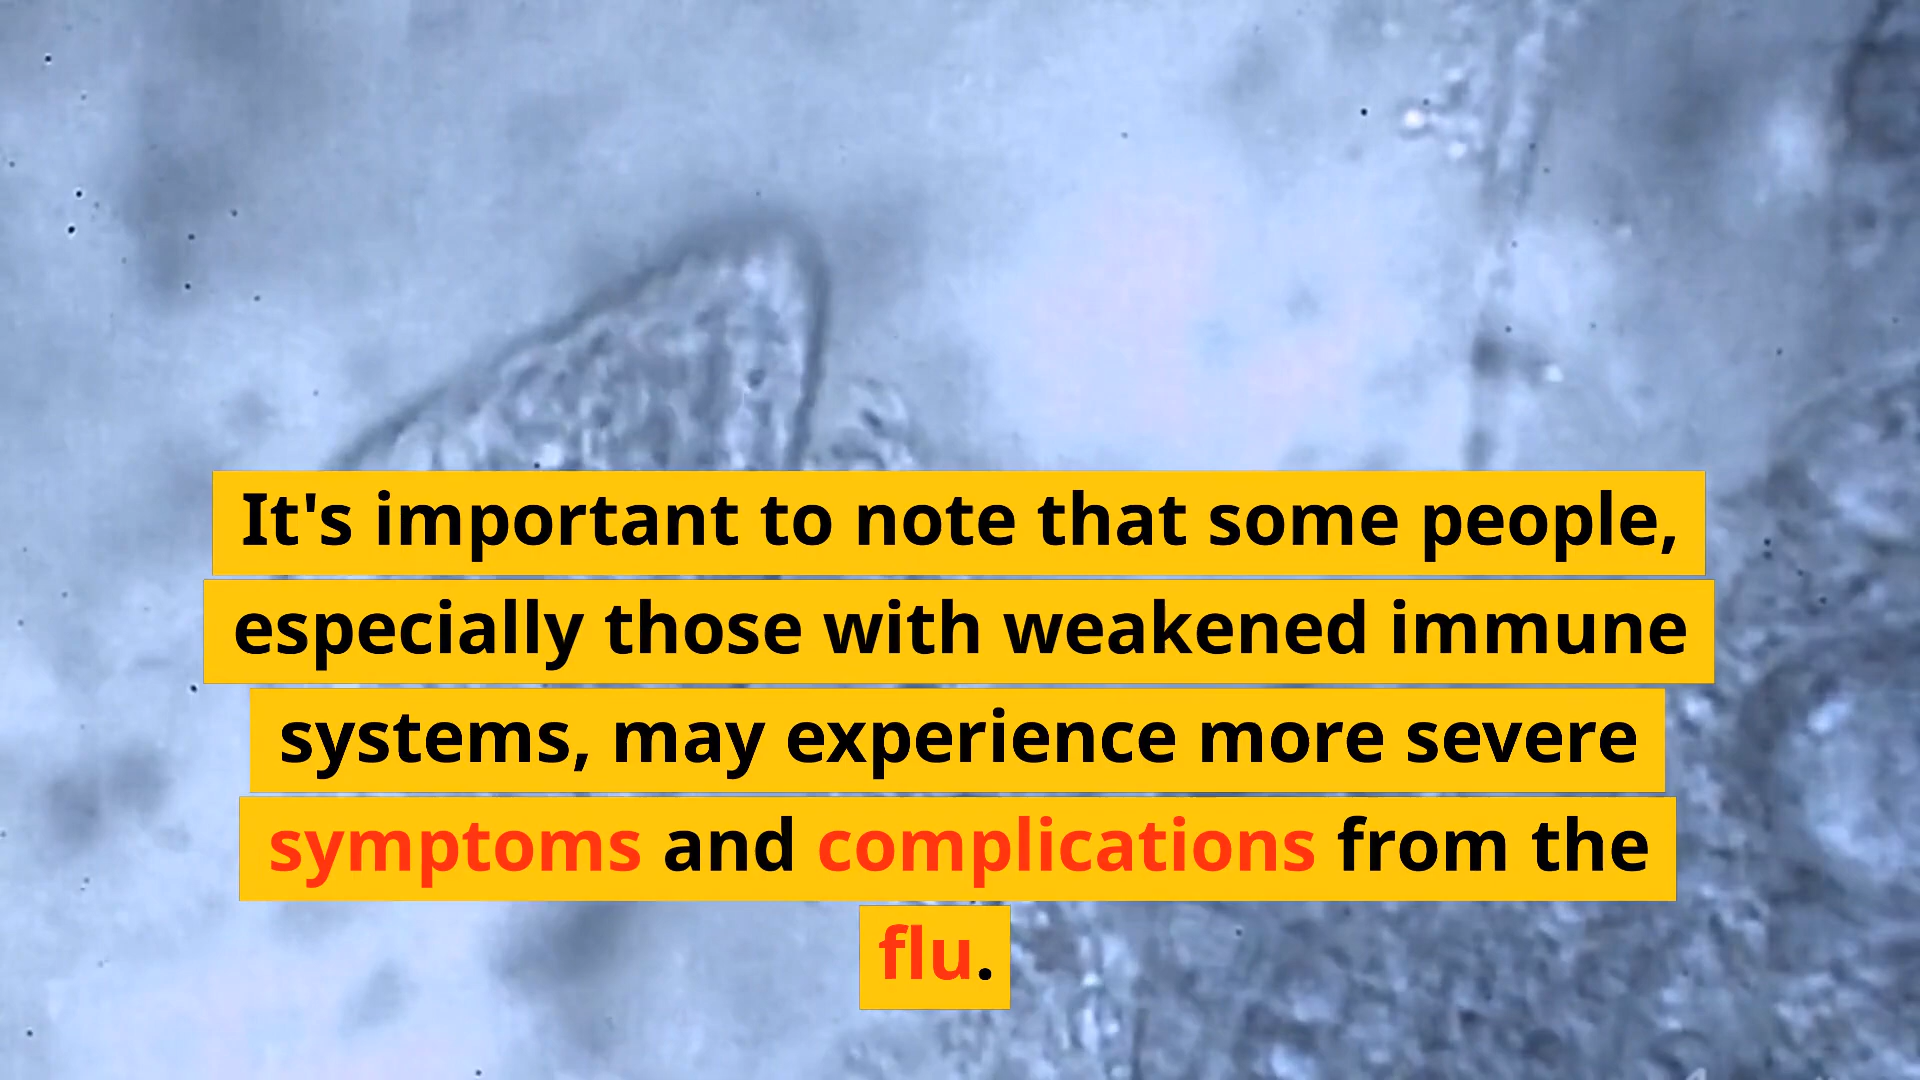 It's important to note that some people,
especially those with weakened immune
systems, may experience more severe
symptoms and complications from the
flu.